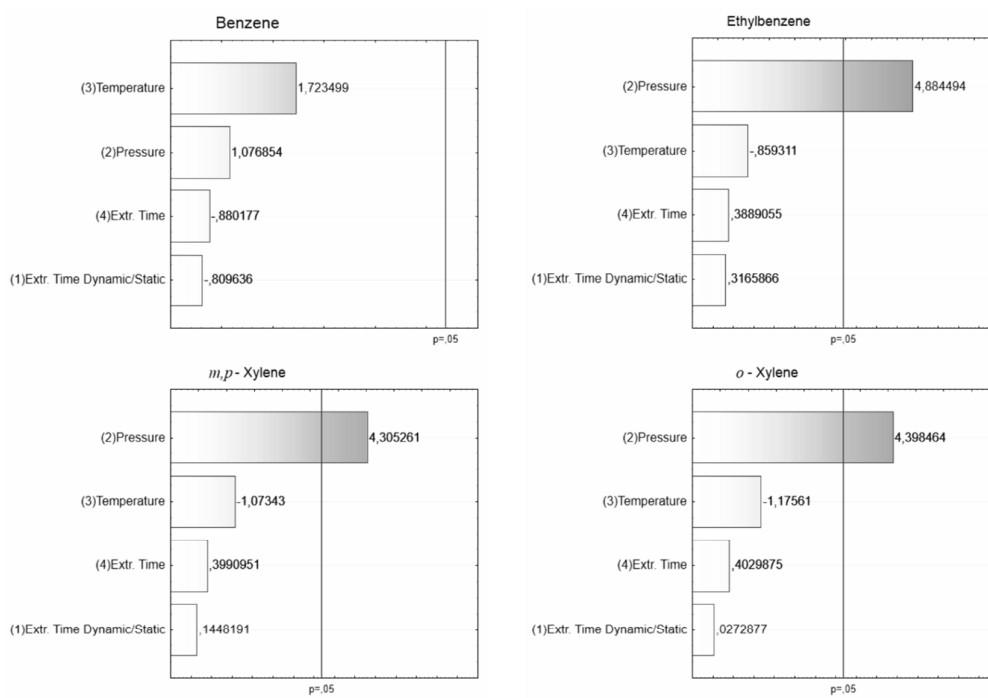 Benzene
(3)Temperature
1,723499
(2)Pressure
1,076854
(4)Extr. Time
-,880177
(1)Extr. Time Dynamic/Static
-,809636
p=,05
Ethylbenzene
(2)Pressure
4,884494
(3)Temperature
-,859311
(4)Extr. Time
,3889055
(1)Extr. Time Dynamic/Static
,3165866
p=,05
m,p - Xylene
(2)Pressure
4,305261
(3)Temperature
-1,07343
(4)Extr. Time
,3990951
(1)Extr. Time Dynamic/Static
,1448191
p=,05
o - Xylene
(2)Pressure
4,398464
(3)Temperature
-1,17561
(4)Extr. Time
,4029875
(1)Extr. Time Dynamic/Static
,0272877
p=,05